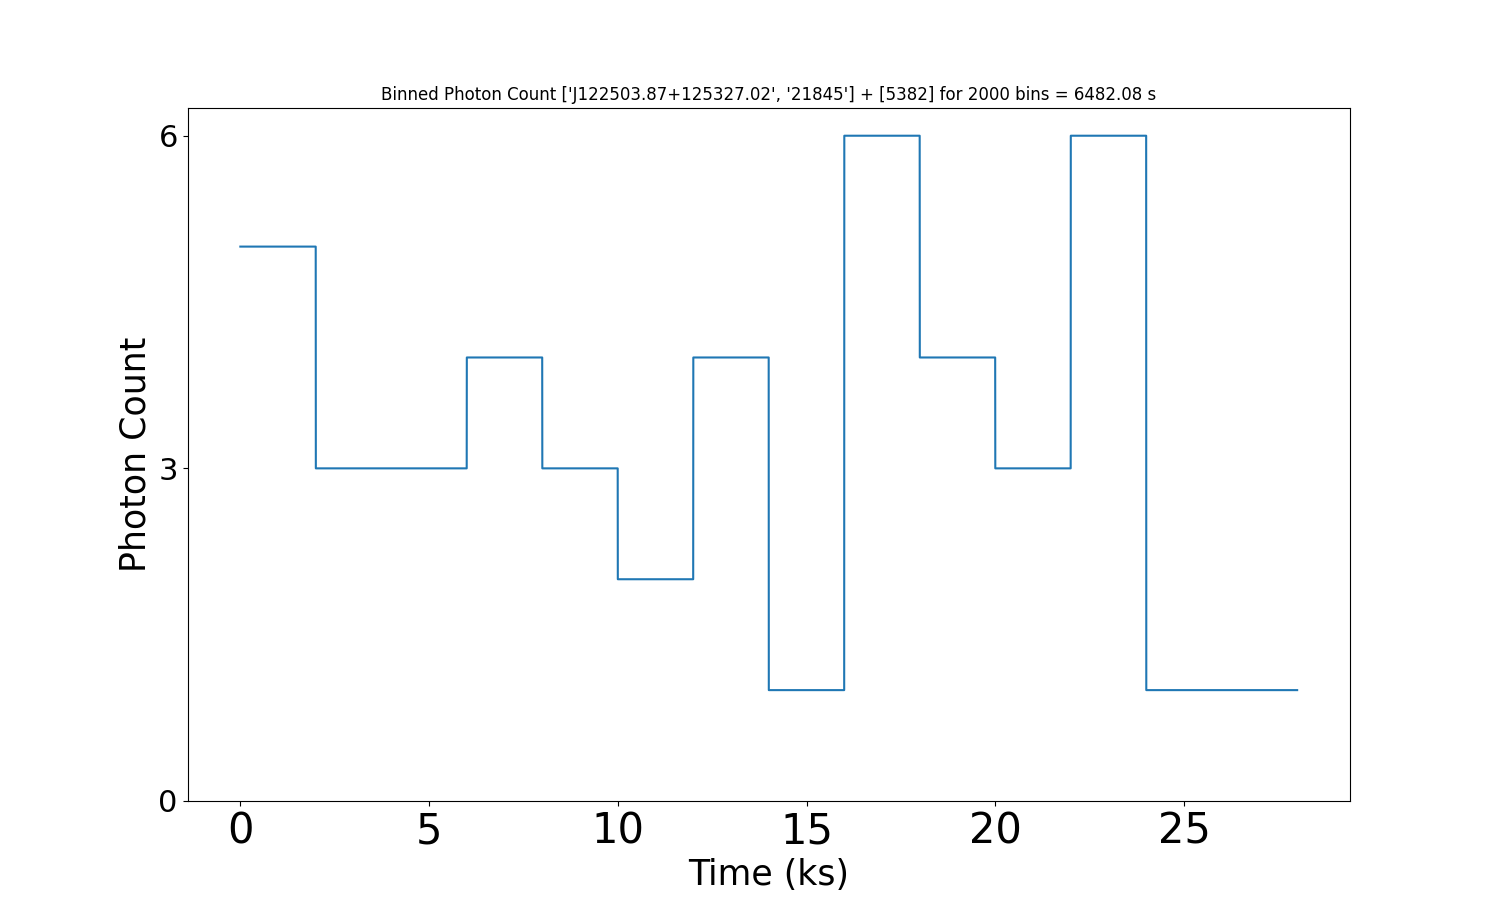 Binned Photon Count ['J122503.87+125327.02', '21845'] + [5382] for 2000 bins = 6482.08 s
6
3
0
Photon Count
0 5 10 15 20 25
Time (ks)